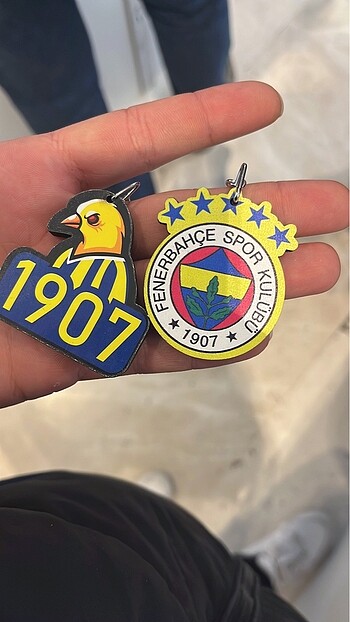 1907
FENERBAHÇE SPOR KULÜBÜ
★ 1907 ★